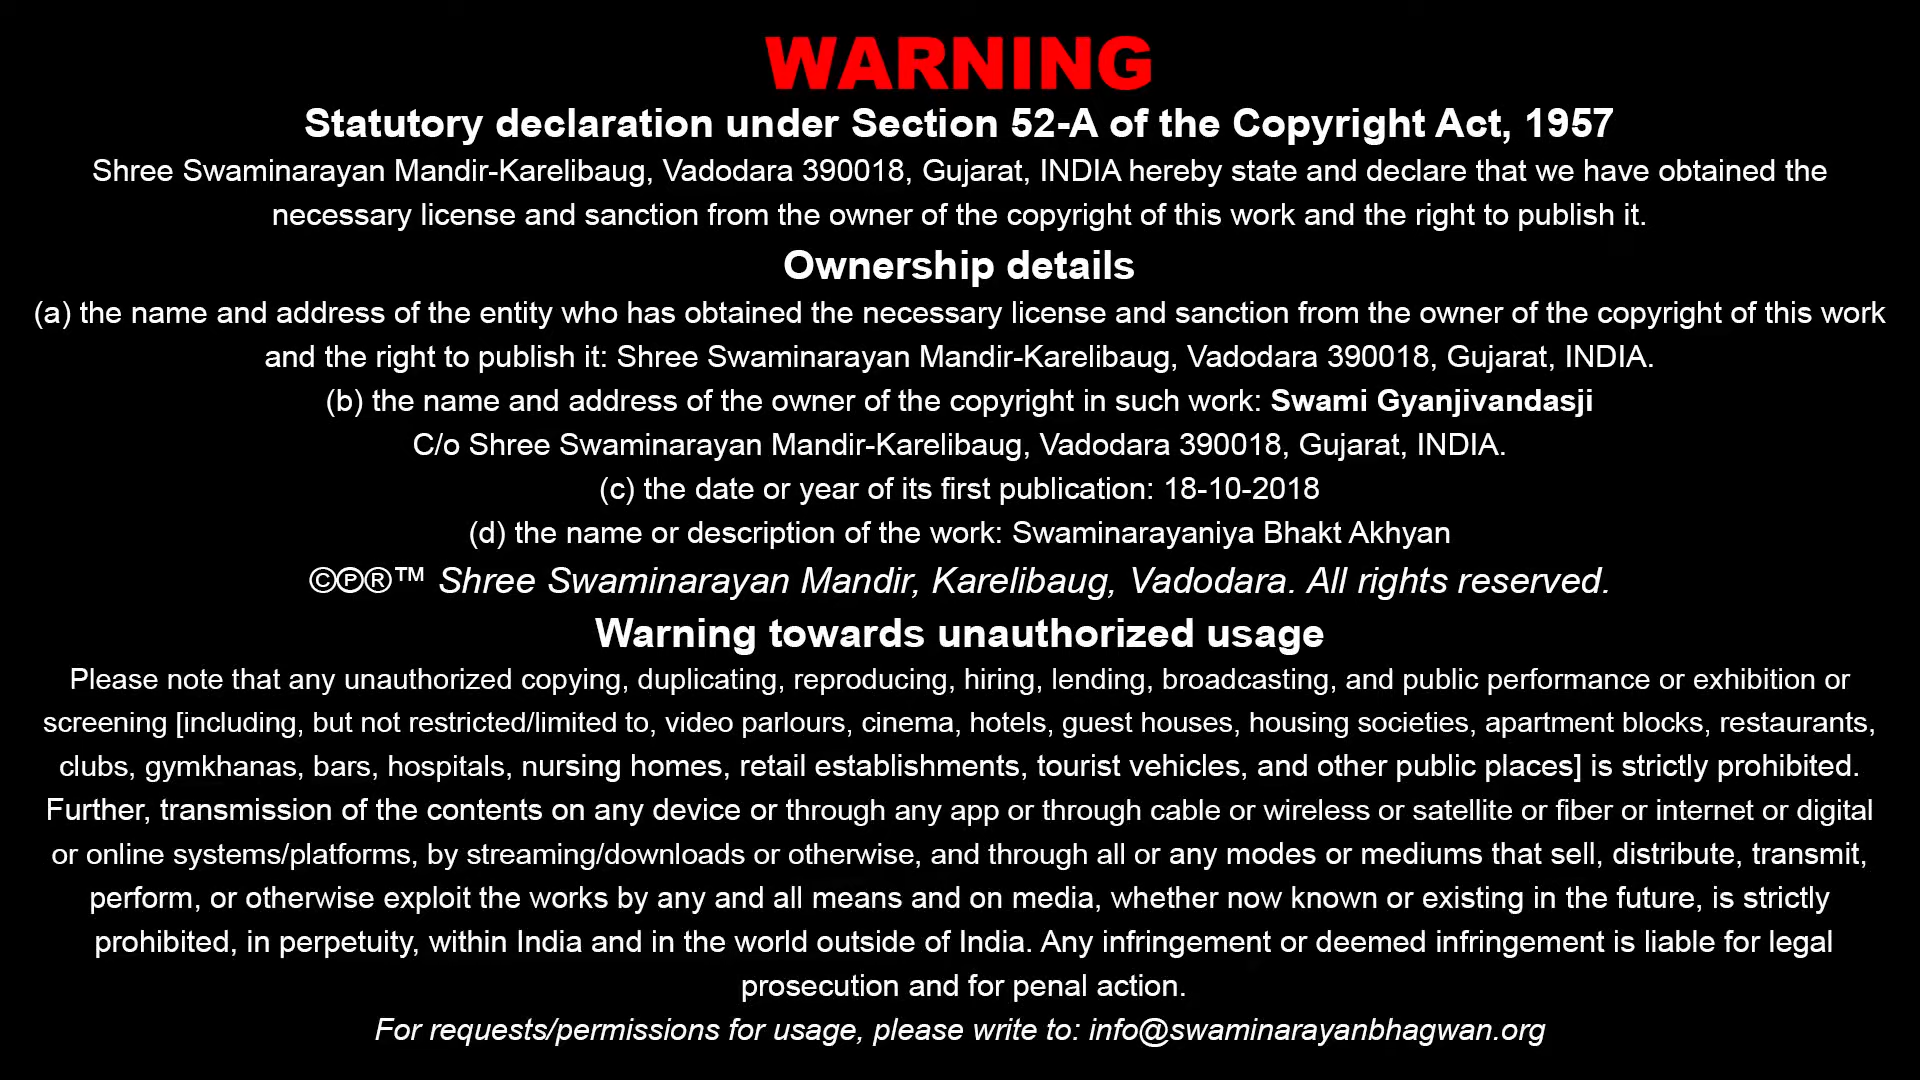 WARNING
Statutory declaration under Section 52-A of the Copyright Act, 1957
Shree Swaminarayan Mandir-Karelibaug, Vadodara 390018, Gujarat, INDIA hereby state and declare that we have obtained the
necessary license and sanction from the owner of the copyright of this work and the right to publish it.
Ownership details
(a) the name and address of the entity who has obtained the necessary license and sanction from the owner of the copyright of this work
and the right to publish it: Shree Swaminarayan Mandir-Karelibaug, Vadodara 390018, Gujarat, INDIA.
(b) the name and address of the owner of the copyright in such work: Swami Gyanjivandasji
C/o Shree Swaminarayan Mandir-Karelibaug, Vadodara 390018, Gujarat, INDIA.
(c) the date or year of its first publication: 18-10-2018
(d) the name or description of the work: Swaminarayaniya Bhakt Akhyan
©℗®™ Shree Swaminarayan Mandir, Karelibaug, Vadodara. All rights reserved.
Warning towards unauthorized usage
Please note that any unauthorized copying, duplicating, reproducing, hiring, lending, broadcasting, and public performance or exhibition or
screening [including, but not restricted/limited to, video parlours, cinema, hotels, guest houses, housing societies, apartment blocks, restaurants,
clubs, gymkhanas, bars, hospitals, nursing homes, retail establishments, tourist vehicles, and other public places] is strictly prohibited.
Further, transmission of the contents on any device or through any app or through cable or wireless or satellite or fiber or internet or digital
or online systems/platforms, by streaming/downloads or otherwise, and through all or any modes or mediums that sell, distribute, transmit,
perform, or otherwise exploit the works by any and all means and on media, whether now known or existing in the future, is strictly
prohibited, in perpetuity, within India and in the world outside of India. Any infringement or deemed infringement is liable for legal
prosecution and for penal action.
For requests/permissions for usage, please write to: info@swaminarayanbhagwan.org